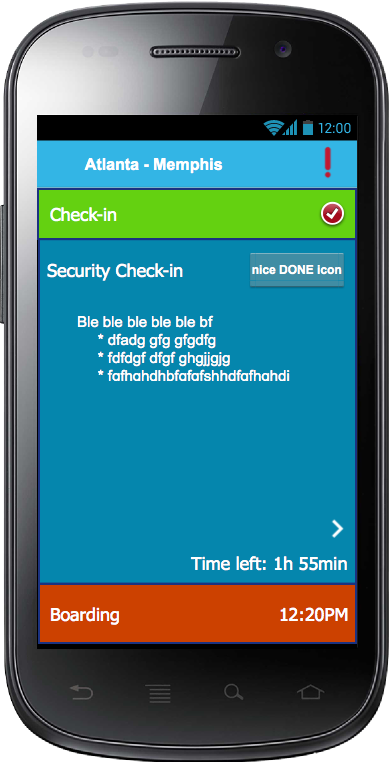 12:00
Atlanta - Memphis
Check-in
Security Check-in
nice DONE icon
Ble ble ble ble ble bf
* dfadg gfg gfgdfg
* fdfdgf dfgf ghgjjgjg
* fafhahdhbfafafshhdfafhahdi
Time left: 1h 55min
Boarding 12:20PM